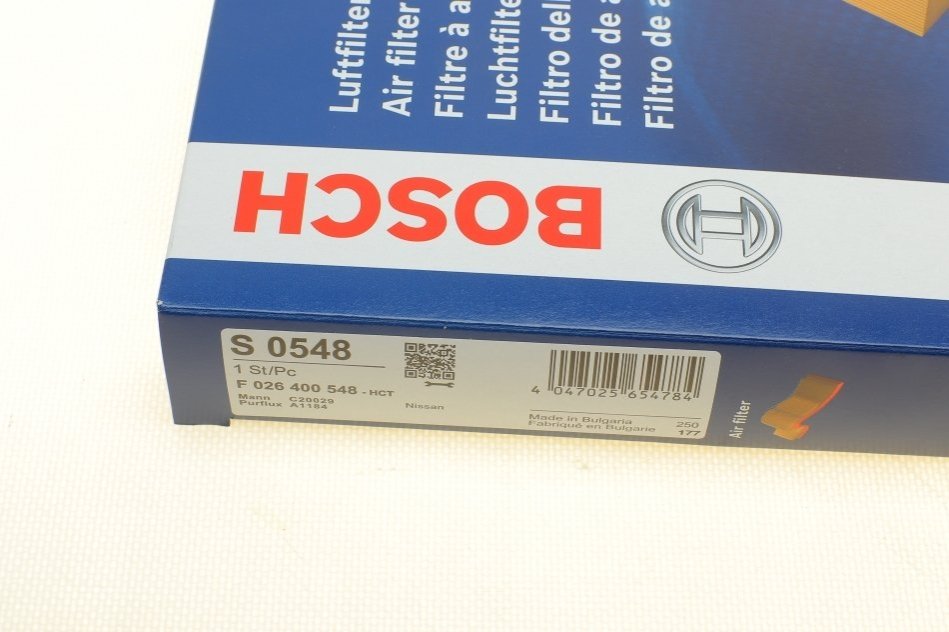 Luftfilter
Air filter
Filtre à a
Luchtfilte
Filtro del
Filtro de
Filtro de
BOSCH
S 0548
1 St/Pc
F 026 400 548 - HCT
Mann C20029
Purflux A1184
Nissan
4 047025 654784
Made in Bulgaria
Fabriqué en Bulgarie
250
177
Air filter